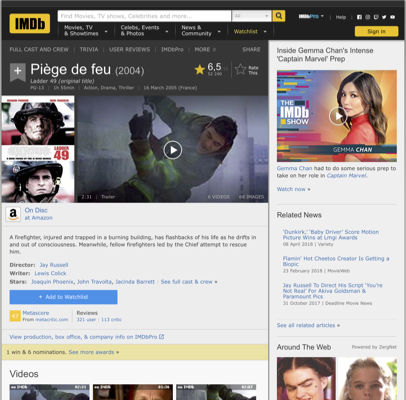 IMDb
Find Movies, TV shows, Celebrities and more...
All
IMDbPro
Help
Movies, TV & Showtimes
Celebs, Events & Photos
News & Community
Watchlist
Sign in
FULL CAST AND CREW | TRIVIA | USER REVIEWS | IMDbPro | MORE
SHARE
Piège de feu (2004)
Ladder 49 (original title)
PG-13 | 1h 55min | Action, Drama, Thriller | 16 March 2005 (France)
6,5
Rate This
LADDER 49
2:31 | Trailer
6 VIDEOS | 64 IMAGES
On Disc
at Amazon
A firefighter, injured and trapped in a burning building, has flashbacks of his life as he drifts in and out of consciousness. Meanwhile, fellow firefighters led by the Chief attempt to rescue him.
Director: Jay Russell
Writer: Lewis Colick
Stars: Joaquin Phoenix, John Travolta, Jacinda Barrett | See full cast & crew »
+ Add to Watchlist
47
Metascore
From metacritic.com
Reviews
321 user | 113 critic
View production, box office, & company info on IMDbPro
1 win & 6 nominations. See more awards »
Videos
Inside Gemma Chan's Intense 'Captain Marvel' Prep
THE IMDb SHOW
GEMMA CHAN
Gemma Chan had to do some serious prep to take on her role in Captain Marvel.
Watch now »
Related News
'Dunkirk,' 'Baby Driver' Score Motion Picture Wins at Lmgi Awards
08 April 2018 | Variety
Flamin' Hot Cheetos Creator Is Getting a Biopic
23 February 2018 | MovieWeb
Jay Russell To Direct His Script 'You're Not Real' For Akiva Goldsman & Paramount Pics
31 October 2017 | Deadline Movie News
See all related articles »
Around The Web
Powered by ZergNet